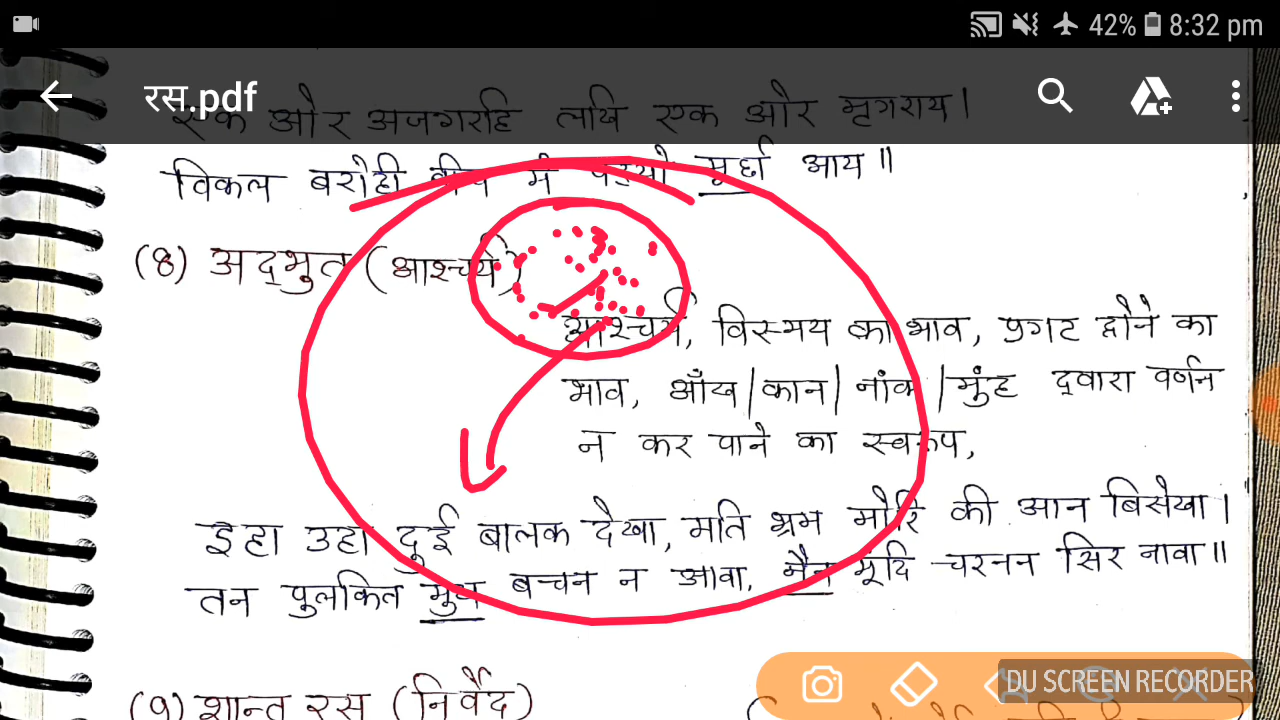 42% 8:32 pm
रस.pdf
एक ओर अजगरहि लखि एक ओर मृगराय।
विकल बरोही बीच में पर्यो मूर्छा आय॥
(8) अद्भुत (आश्चर्य)
आश्चर्य, विस्मय का भाव, प्रगट होने का
भाव, आँख|कान| नांक |मुंह द्वारा वर्णन
न कर पाने का स्वरुप,
इहा उहा दुई बालक देखा, मति भ्रम मोरि की आन बिसेखा।
तन पुलकित मुख बचन न आवा, नैन मूंदि चरनन सिर नावा॥
DU SCREEN RECORDER
(9) शान्त रस (निर्वेद)